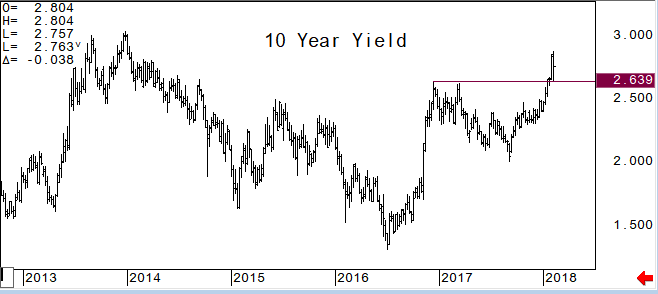 O=  2.804
H=  2.804
L=  2.757
L=  2.763v
Δ= -0.038
10 Year Yield
3.000
2.639
2.500
2.000
1.500
2013 2014 2015 2016 2017 2018